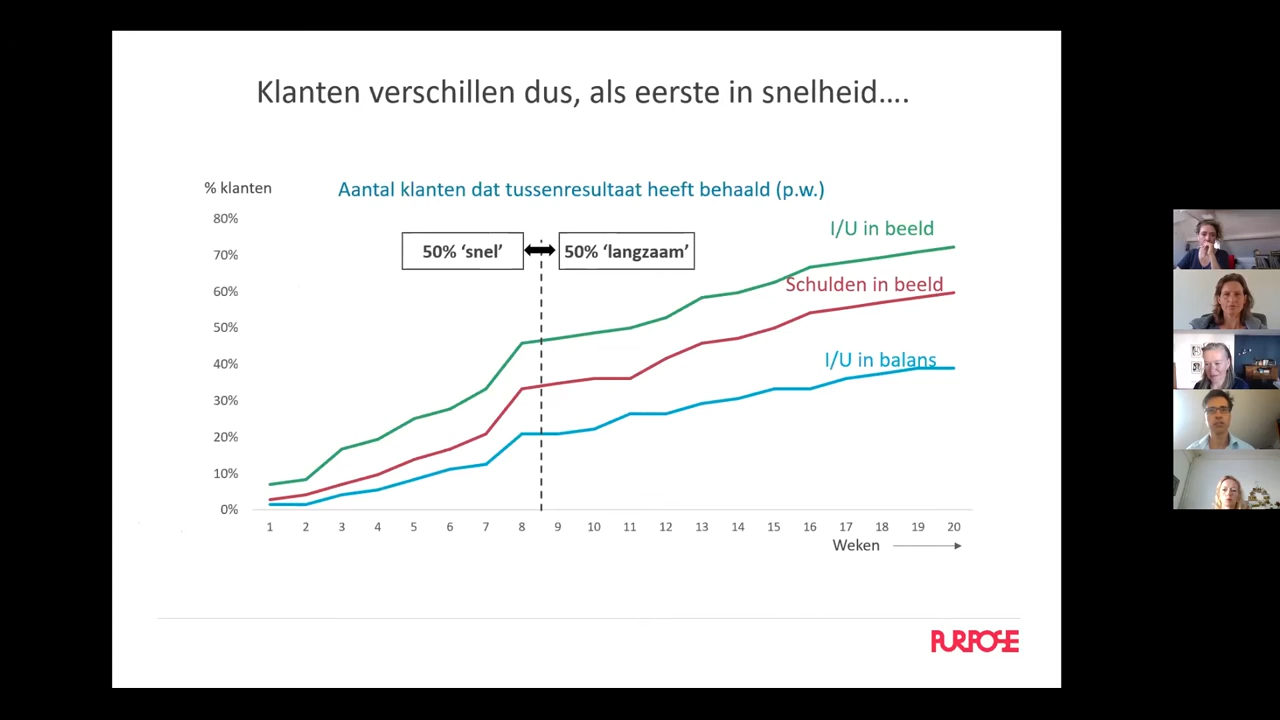 Klanten verschillen dus, als eerste in snelheid....
% klanten
Aantal klanten dat tussenresultaat heeft behaald (p.w.)
80%
70%
60%
50%
40%
30%
20%
10%
0%
50% ‘snel’
50% ‘langzaam’
I/U in beeld
Schulden in beeld
I/U in balans
1 2 3 4 5 6 7 8 9 10 11 12 13 14 15 16 17 18 19 20
Weken
PURPOSE